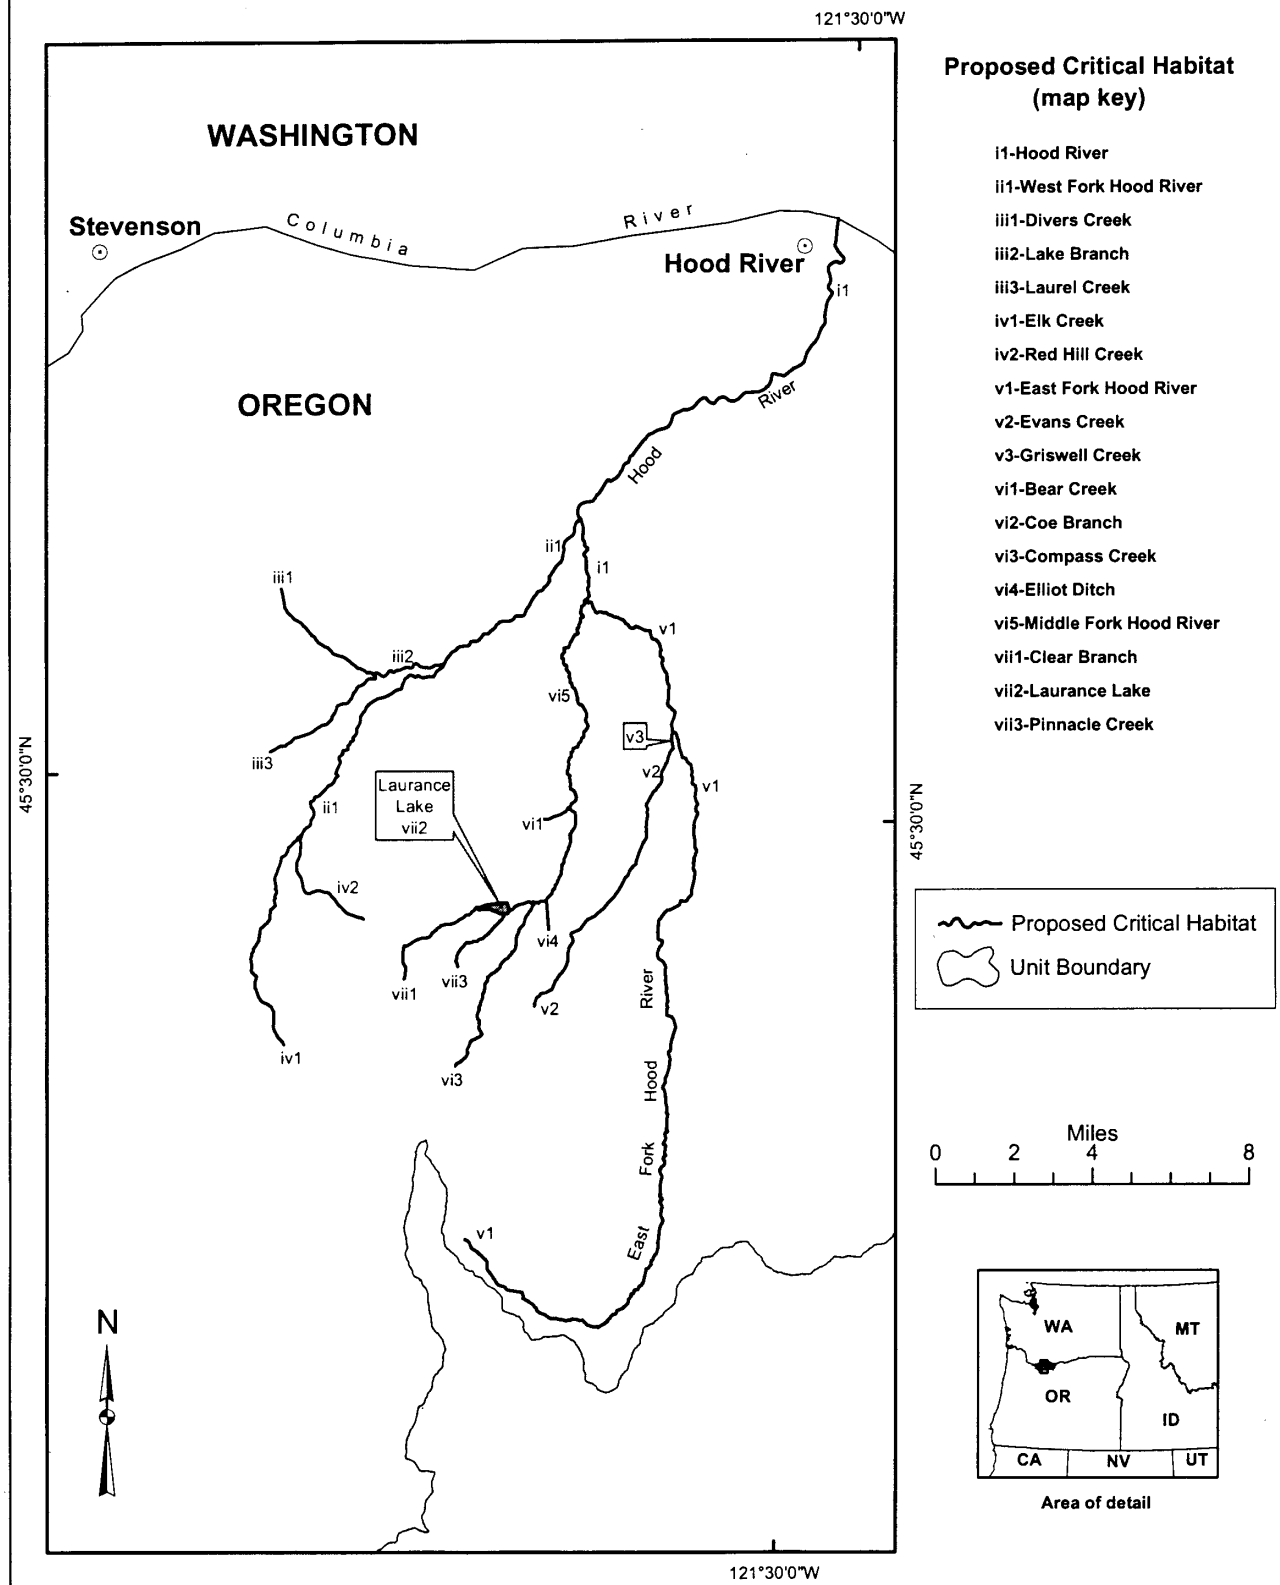 121°30'0"W
Proposed Critical Habitat
(map key)
i1-Hood River
ii1-West Fork Hood River
iii1-Divers Creek
iii2-Lake Branch
iii3-Laurel Creek
iv1-Elk Creek
iv2-Red Hill Creek
v1-East Fork Hood River
v2-Evans Creek
v3-Griswell Creek
vi1-Bear Creek
vi2-Coe Branch
vi3-Compass Creek
vi4-Elliot Ditch
vi5-Middle Fork Hood River
vii1-Clear Branch
vii2-Laurance Lake
vii3-Pinnacle Creek
WASHINGTON
Stevenson
Columbia
River
Hood River
i1
OREGON
River
Hood
ii1
i1
iii1
v1
iii2
vi5
v3
iii3
v2
45°30'0"N
v1
Laurance
Lake
vii2
ii1
vi1
45°30'0"N
iv2
vi4
vii3
vii1
v2
iv1
vi3
River
Hood
Fork
East
v1
Proposed Critical Habitat
Unit Boundary
Miles
0 2 4 8
N
WA
MT
OR
ID
CA
NV
UT
Area of detail
121°30'0"W